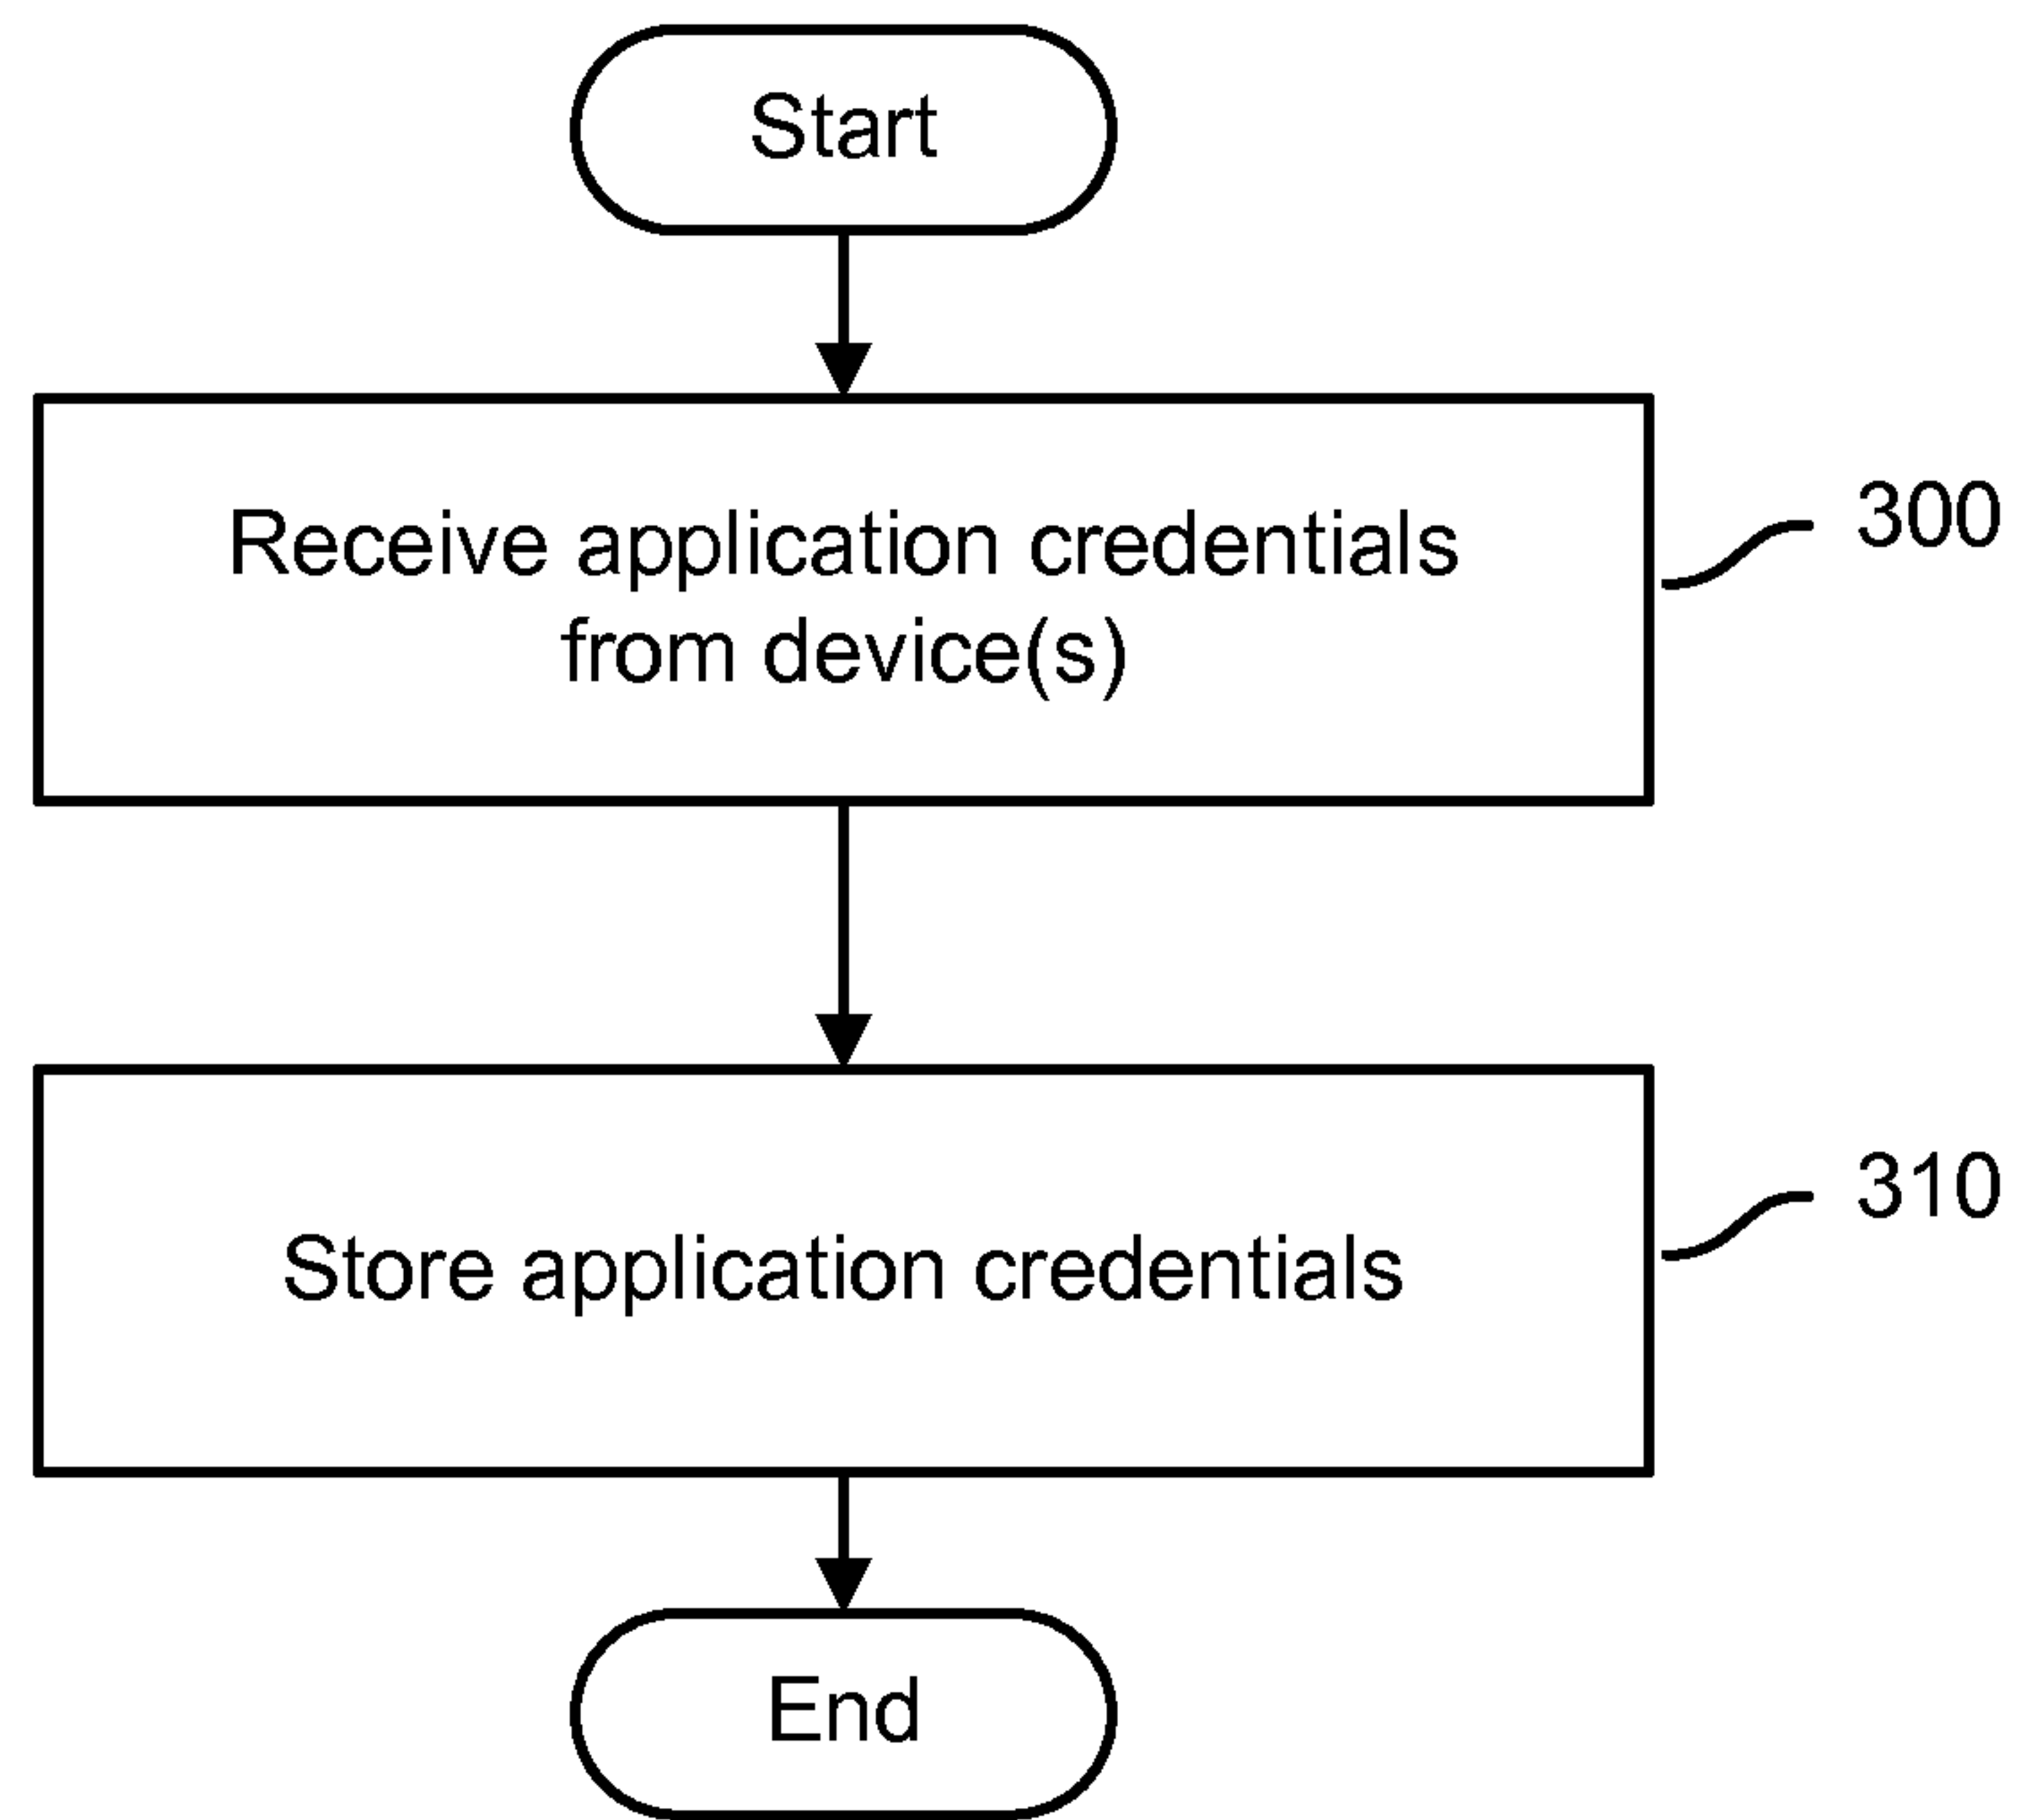 Start
Receive application credentials
from device(s)
300
Store application credentials
310
End